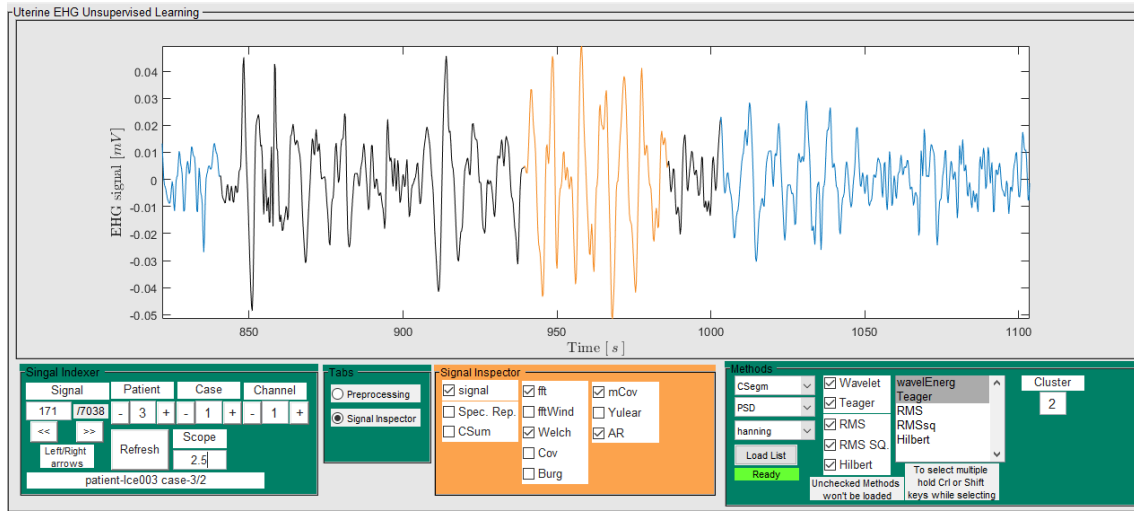 Uterine EHG Unsupervised Learning
0.04
0.03
0.02
0.01
0
-0.01
-0.02
-0.03
-0.04
-0.05
EHG signal [mV]
850 900 950 1000 1050 1100
Time [ s ]
Singal Indexer
Signal Patient Case Channel
171 /7038 - 3 + - 1 + - 1 +
<< >>
Left/Right
arrows
Refresh
Scope
2.5
patient-Ice003 case-3/2
Tabs
Preprocessing
Signal Inspector
Signal Inspector
signal
Spec. Rep.
CSum
fft
fftWind
Welch
Cov
Burg
mCov
Yulear
AR
Methods
CSegm
PSD
hanning
Load List
Ready
Wavelet
Teager
RMS
RMS SQ.
Hilbert
Unchecked Methods
won't be loaded
wavelEnerg
Teager
RMS
RMSsq
Hilbert
To select multiple
hold Crl or Shift
keys while selecting
Cluster
2